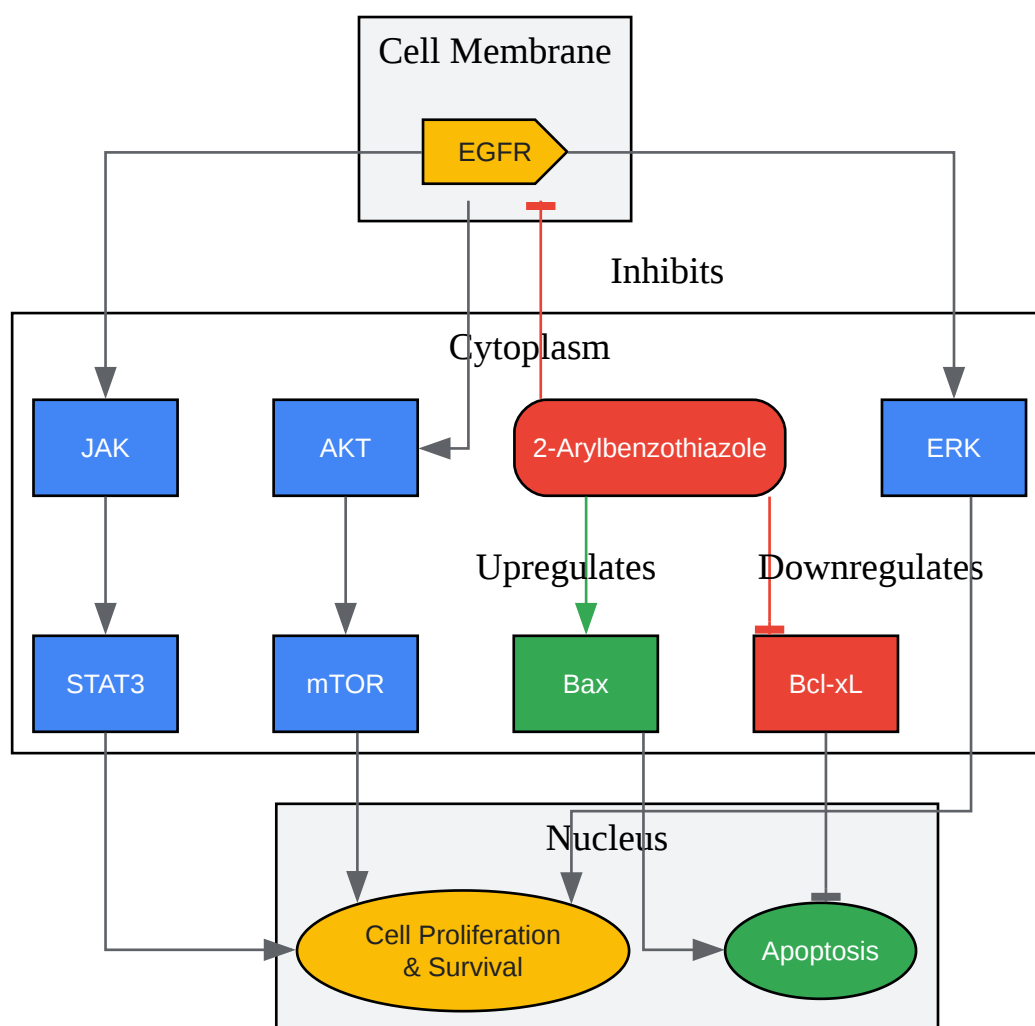 Cell Membrane
EGFR
Inhibits
Cytoplasm
JAK
AKT
2-Arylbenzothiazole
ERK
Upregulates
Downregulates
STAT3
mTOR
Bax
Bcl-xL
Nucleus
Cell Proliferation
& Survival
Apoptosis